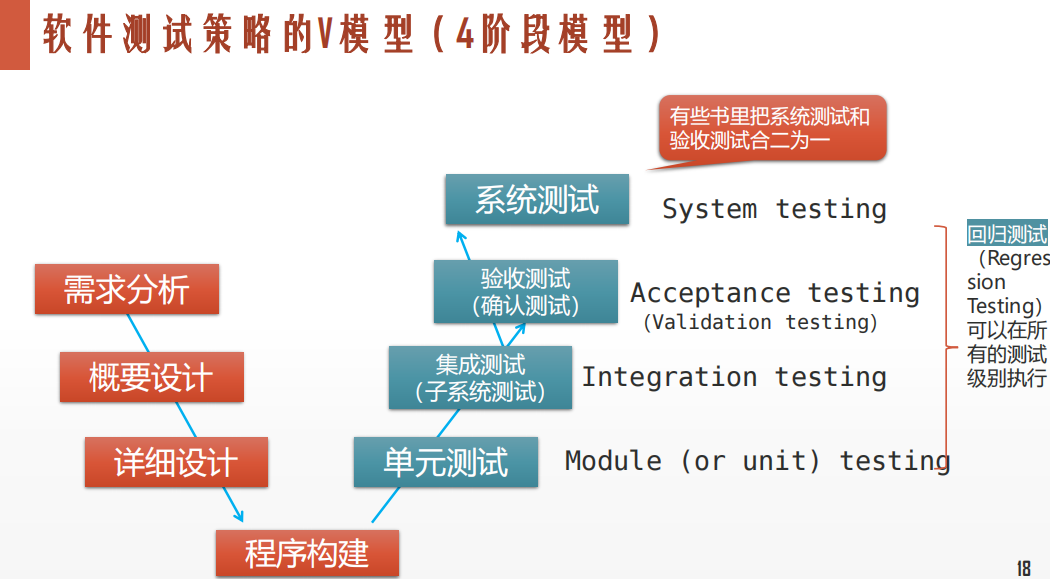 软件测试策略的V模型（4阶段模型）
有些书里把系统测试和
验收测试合二为一
系统测试
System testing
需求分析
验收测试
（确认测试）
Acceptance testing
（Validation testing）
概要设计
集成测试
（子系统测试）
Integration testing
详细设计
单元测试
Module (or unit) testing
程序构建
回归测试
（Regres
sion
Testing）
可以在所
有的测试
级别执行
18